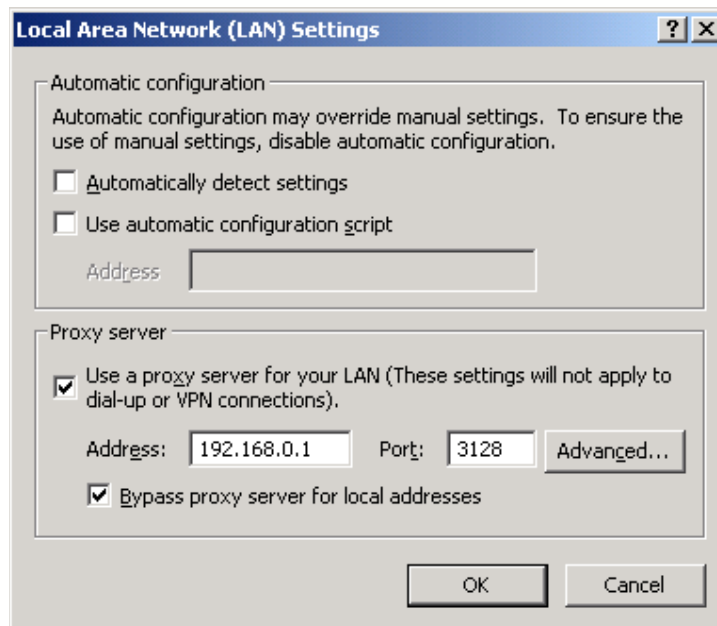 Local Area Network (LAN) Settings
Automatic configuration
Automatic configuration may override manual settings. To ensure the
use of manual settings, disable automatic configuration.
Automatically detect settings
Use automatic configuration script
Address
Proxy server
Use a proxy server for your LAN (These settings will not apply to
dial-up or VPN connections).
Address: 192.168.0.1 Port: 3128 Advanced...
Bypass proxy server for local addresses
OK Cancel